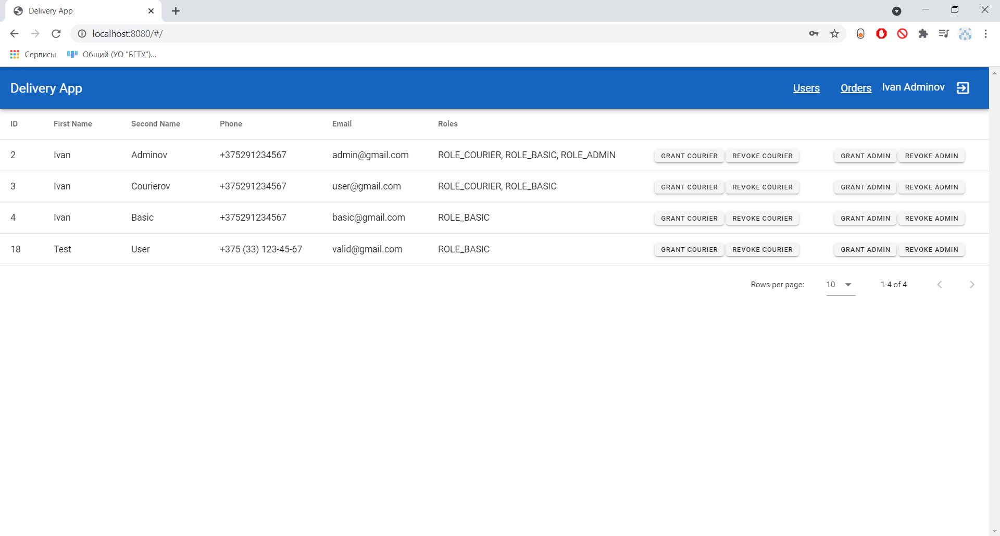 Delivery App
localhost:8080/#/
Сервисы Общий (УО "БГТУ")...
Delivery App Users Orders Ivan Adminov
ID First Name Second Name Phone Email Roles
2 Ivan Adminov +375291234567 admin@gmail.com ROLE_COURIER, ROLE_BASIC, ROLE_ADMIN GRANT COURIER REVOKE COURIER GRANT ADMIN REVOKE ADMIN
3 Ivan Courierov +375291234567 user@gmail.com ROLE_COURIER, ROLE_BASIC GRANT COURIER REVOKE COURIER GRANT ADMIN REVOKE ADMIN
4 Ivan Basic +375291234567 basic@gmail.com ROLE_BASIC GRANT COURIER REVOKE COURIER GRANT ADMIN REVOKE ADMIN
18 Test User +375 (33) 123-45-67 valid@gmail.com ROLE_BASIC GRANT COURIER REVOKE COURIER GRANT ADMIN REVOKE ADMIN
Rows per page: 10 1-4 of 4